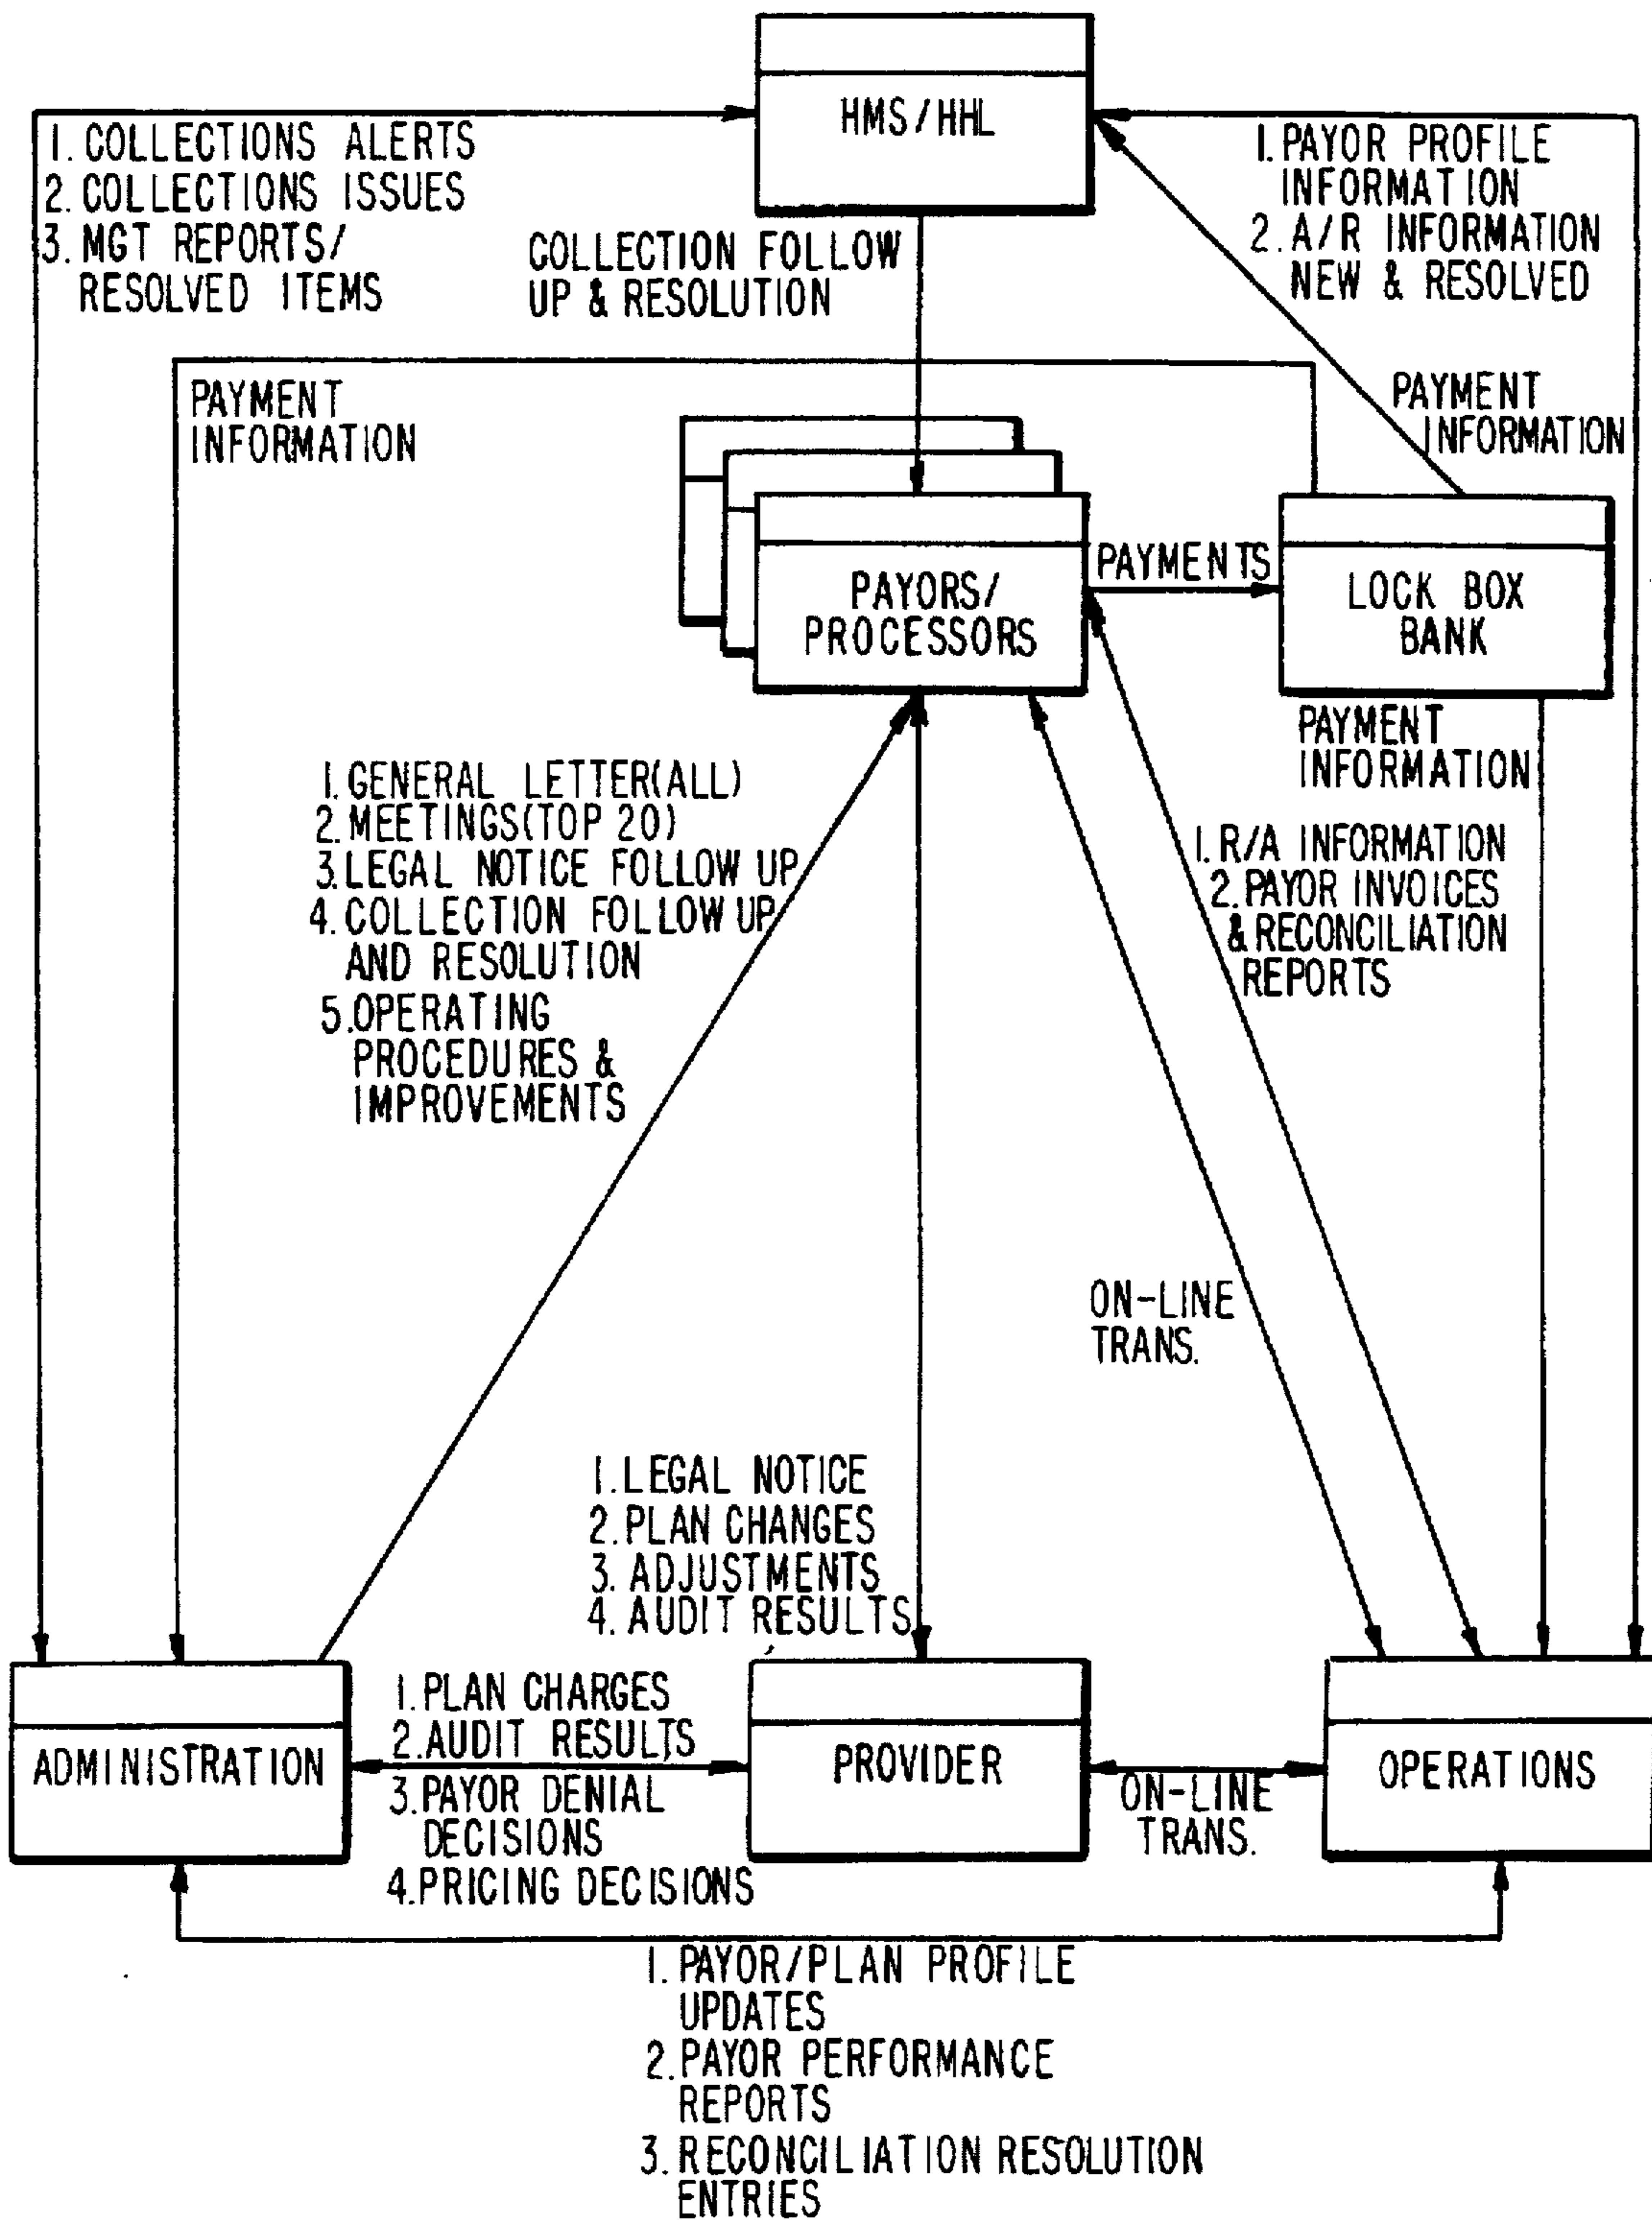 HMS/HHL
1. COLLECTIONS ALERTS
2. COLLECTIONS ISSUES
3. MGT REPORTS/
RESOLVED ITEMS
COLLECTION FOLLOW
UP & RESOLUTION
1. PAYOR PROFILE
INFORMATION
2. A/R INFORMATION
NEW & RESOLVED
PAYMENT
INFORMATION
PAYMENT
INFORMATION
PAYORS/
PROCESSORS
PAYMENTS
LOCK BOX
BANK
PAYMENT
INFORMATION
1. GENERAL LETTER(ALL)
2. MEETINGS(TOP 20)
3. LEGAL NOTICE FOLLOW UP
4. COLLECTION FOLLOW UP
AND RESOLUTION
5. OPERATING
PROCEDURES &
IMPROVEMENTS
1. R/A INFORMATION
2. PAYOR INVOICES
& RECONCILIATION
REPORTS
ON-LINE
TRANS.
1. LEGAL NOTICE
2. PLAN CHANGES
3. ADJUSTMENTS
4. AUDIT RESULTS
ADMINISTRATION
1. PLAN CHARGES
2. AUDIT RESULTS
3. PAYOR DENIAL
DECISIONS
4. PRICING DECISIONS
PROVIDER
ON-LINE
TRANS.
OPERATIONS
1. PAYOR/PLAN PROFILE
UPDATES
2. PAYOR PERFORMANCE
REPORTS
3. RECONCILIATION RESOLUTION
ENTRIES